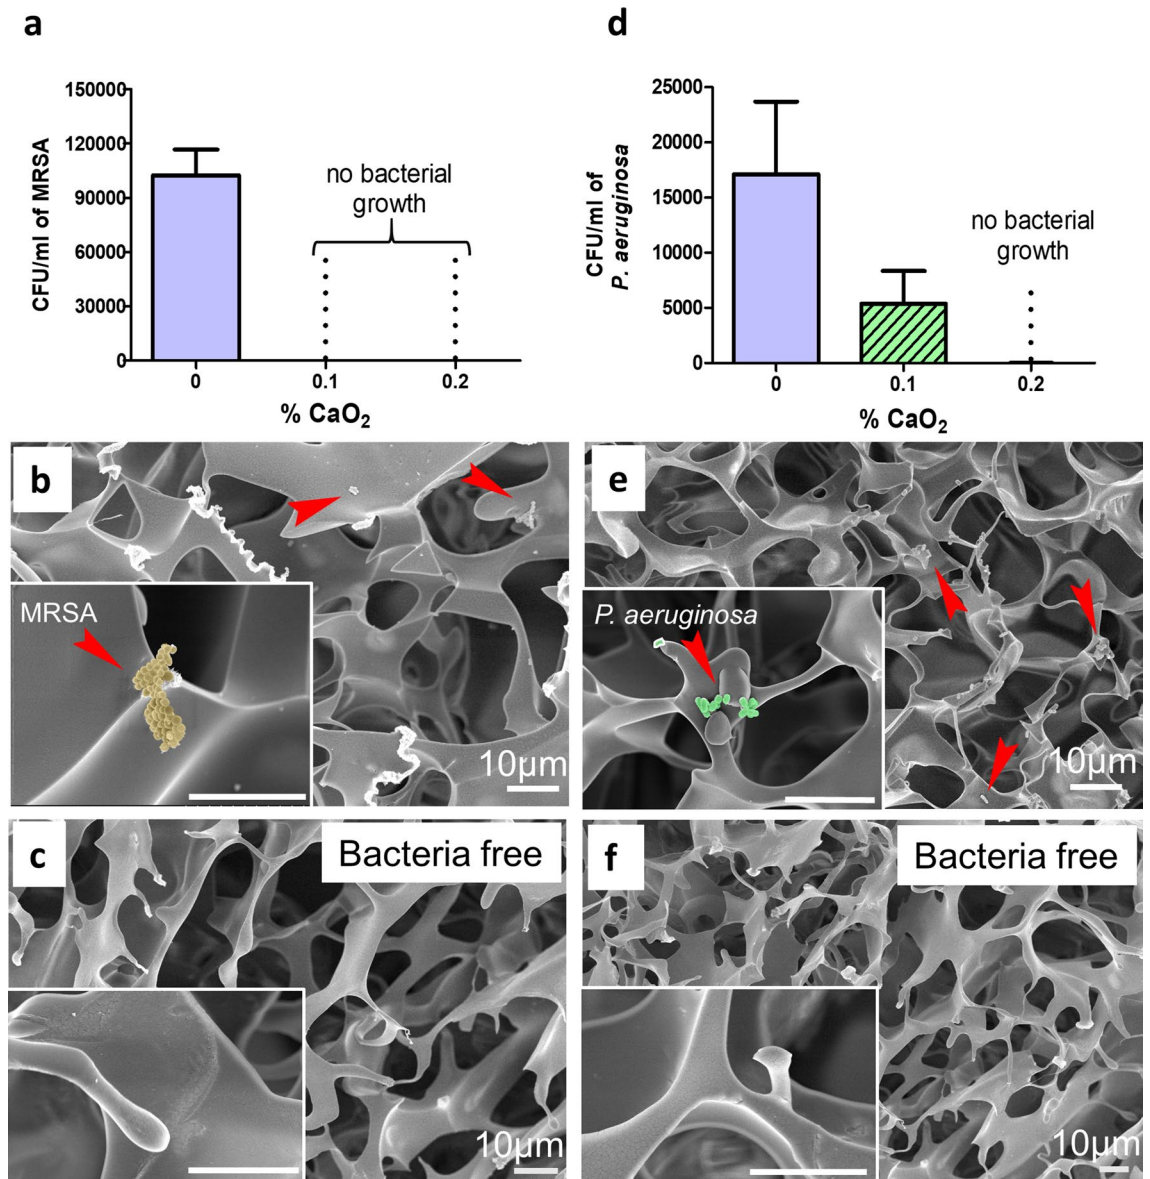 a
150000
120000
90000
60000
30000
0
CFU/ml of MRSA
no bacterial
growth
0
0.1
0.2
% CaO₂
d
25000
20000
15000
10000
5000
0
CFU/ml of
P. aeruginosa
no bacterial
growth
0
0.1
0.2
% CaO₂
b
MRSA
10µm
e
P. aeruginosa
10µm
c
Bacteria free
10µm
f
Bacteria free
10µm